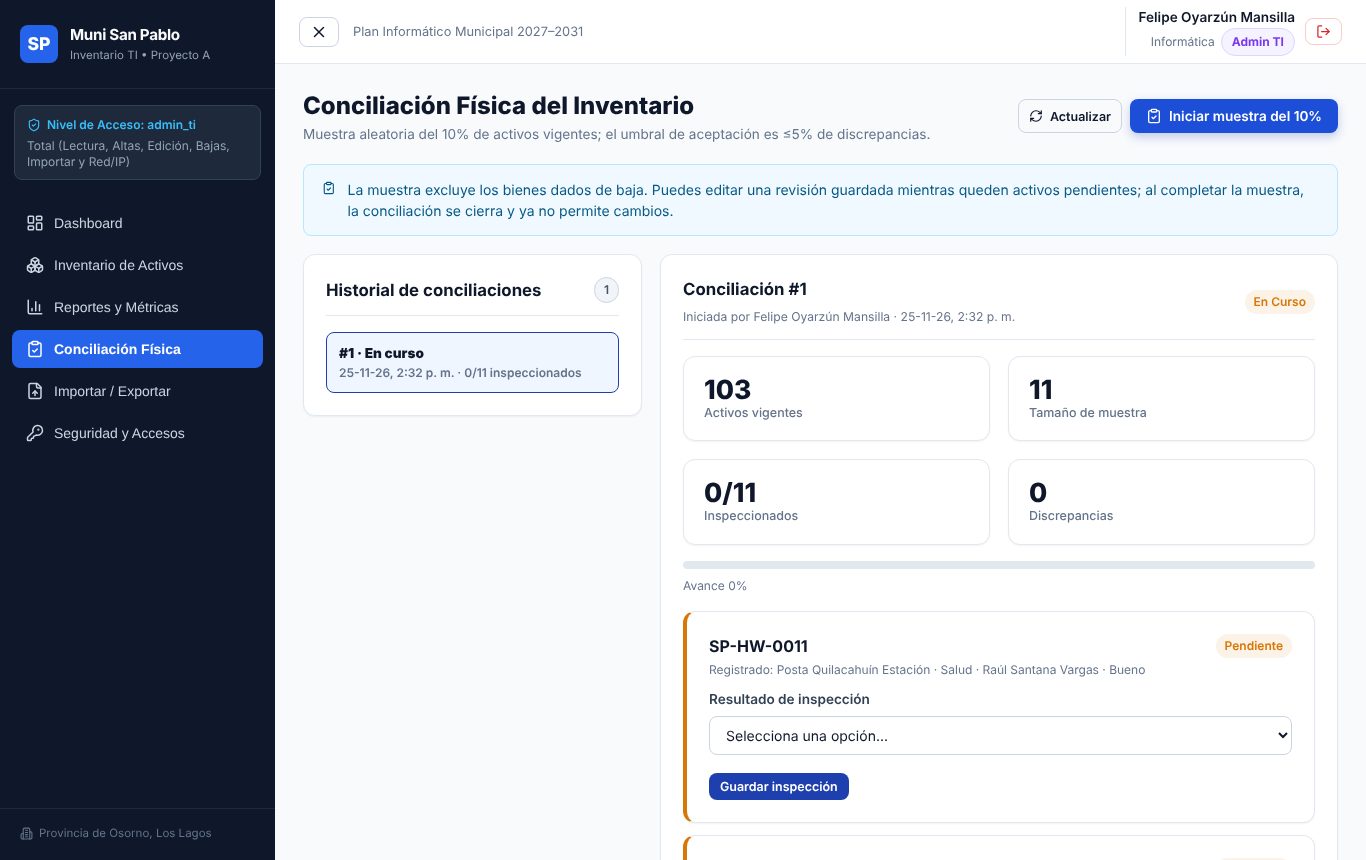 SP
Muni San Pablo
Inventario TI • Proyecto A
Nivel de Acceso: admin_ti
Total (Lectura, Altas, Edición, Bajas,
Importar y Red/IP)
Dashboard
Inventario de Activos
Reportes y Métricas
Conciliación Física
Importar / Exportar
Seguridad y Accesos
Provincia de Osorno, Los Lagos
Plan Informático Municipal 2027–2031
Felipe Oyarzún Mansilla
Informática
Admin TI
Conciliación Física del Inventario
Muestra aleatoria del 10% de activos vigentes; el umbral de aceptación es ≤5% de discrepancias.
Actualizar
Iniciar muestra del 10%
La muestra excluye los bienes dados de baja. Puedes editar una revisión guardada mientras queden activos pendientes; al completar la muestra,
la conciliación se cierra y ya no permite cambios.
Historial de conciliaciones
1
#1 · En curso
25-11-26, 2:32 p. m. · 0/11 inspeccionados
Conciliación #1
Iniciada por Felipe Oyarzún Mansilla · 25-11-26, 2:32 p. m.
En Curso
103
Activos vigentes
11
Tamaño de muestra
0/11
Inspeccionados
0
Discrepancias
Avance 0%
SP-HW-0011
Pendiente
Registrado: Posta Quilacahuín Estación · Salud · Raúl Santana Vargas · Bueno
Resultado de inspección
Selecciona una opción...
Guardar inspección